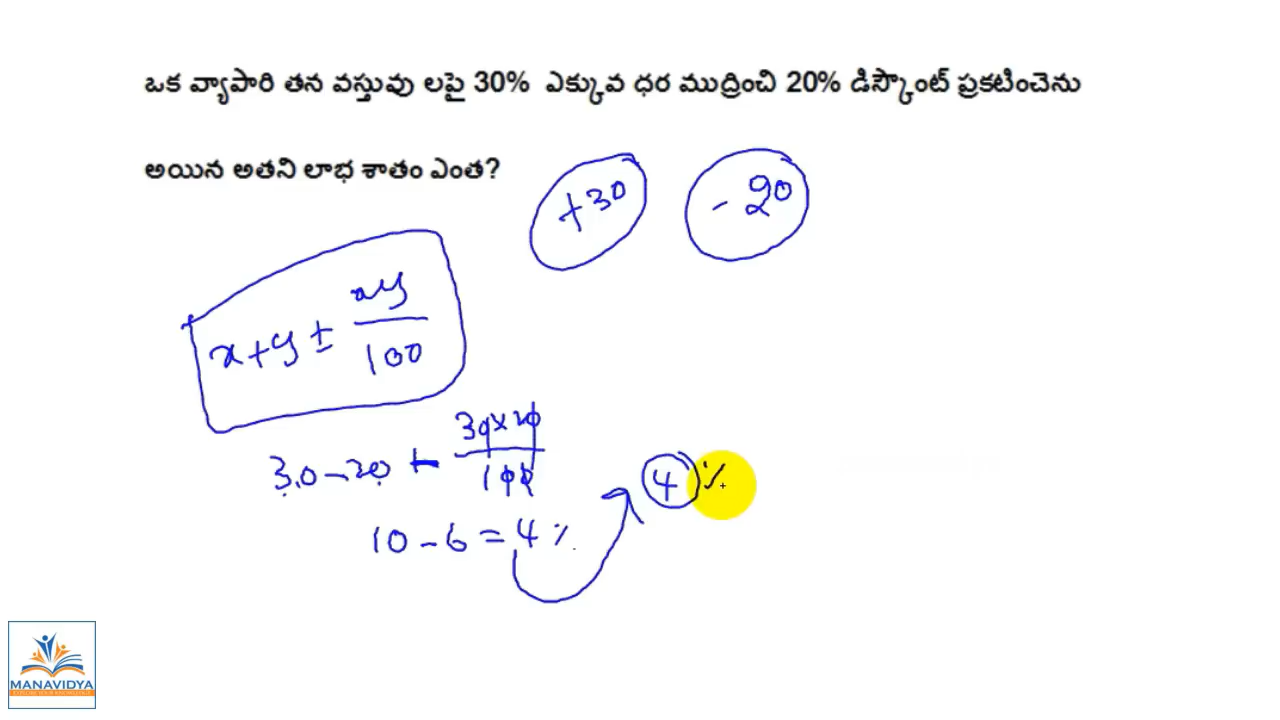 ఒక వ్యాపారి తన వస్తువు లపై 30% ఎక్కువ ధర ముద్రించి 20% డిస్కౌంట్ ప్రకటించెను
అయిన అతని లాభ శాతం ఎంత?
+30 - 20
x+y ± xy/100
30-20 - 30×20/100
4 %
10 - 6 = 4 %
MANAVIDYA